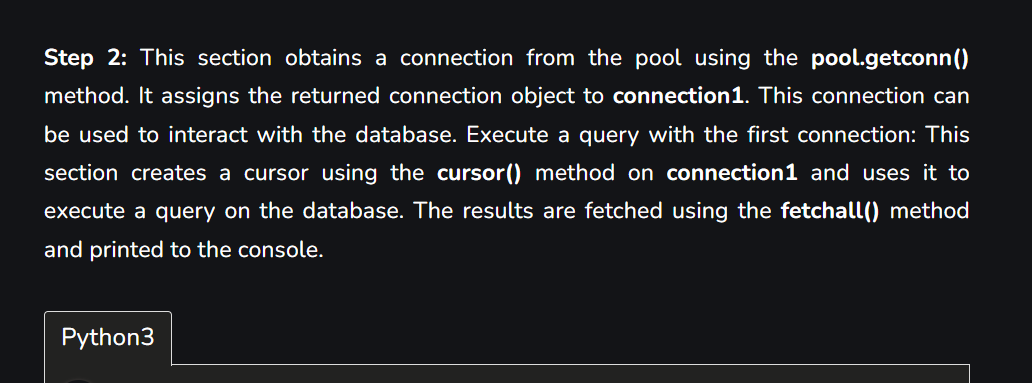 Step 2: This section obtains a connection from the pool using the pool.getconn()
method. It assigns the returned connection object to connection1. This connection can
be used to interact with the database. Execute a query with the first connection: This
section creates a cursor using the cursor() method on connection1 and uses it to
execute a query on the database. The results are fetched using the fetchall() method
and printed to the console.
Python3